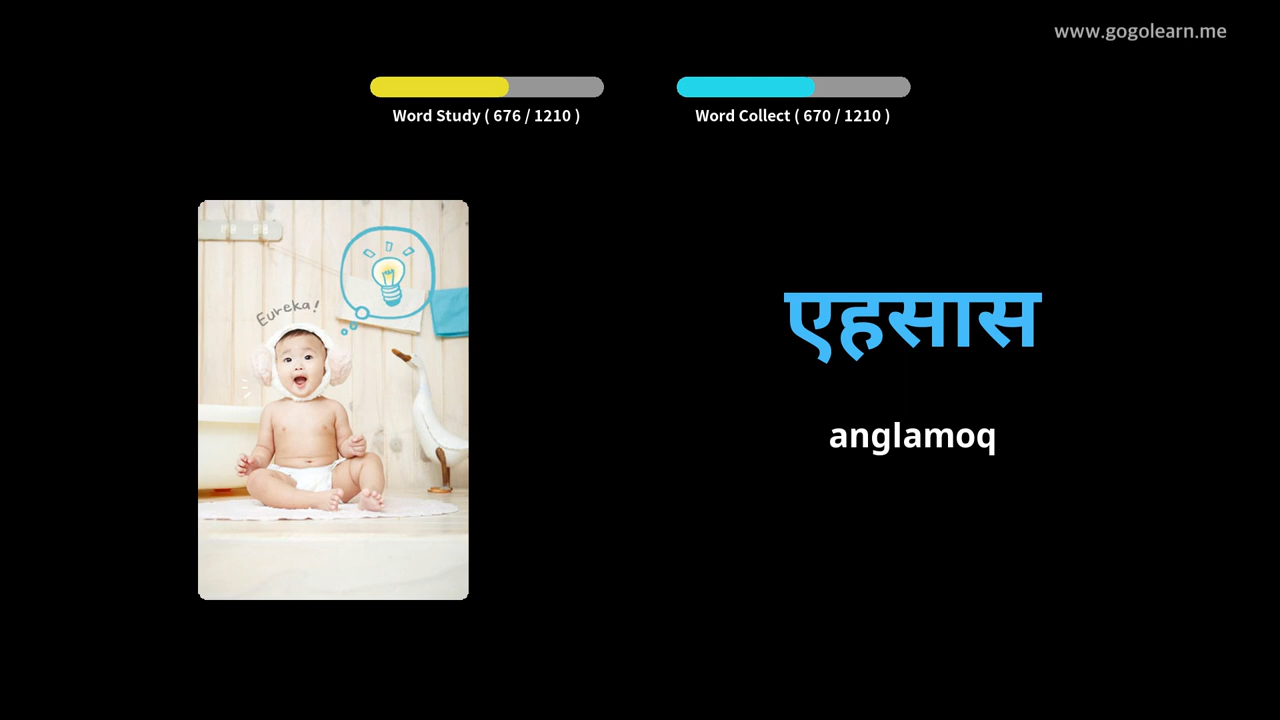 www.gogolearn.me
Word Study ( 676 / 1210 )
Word Collect ( 670 / 1210 )
Eureka!
एहसास
anglamoq